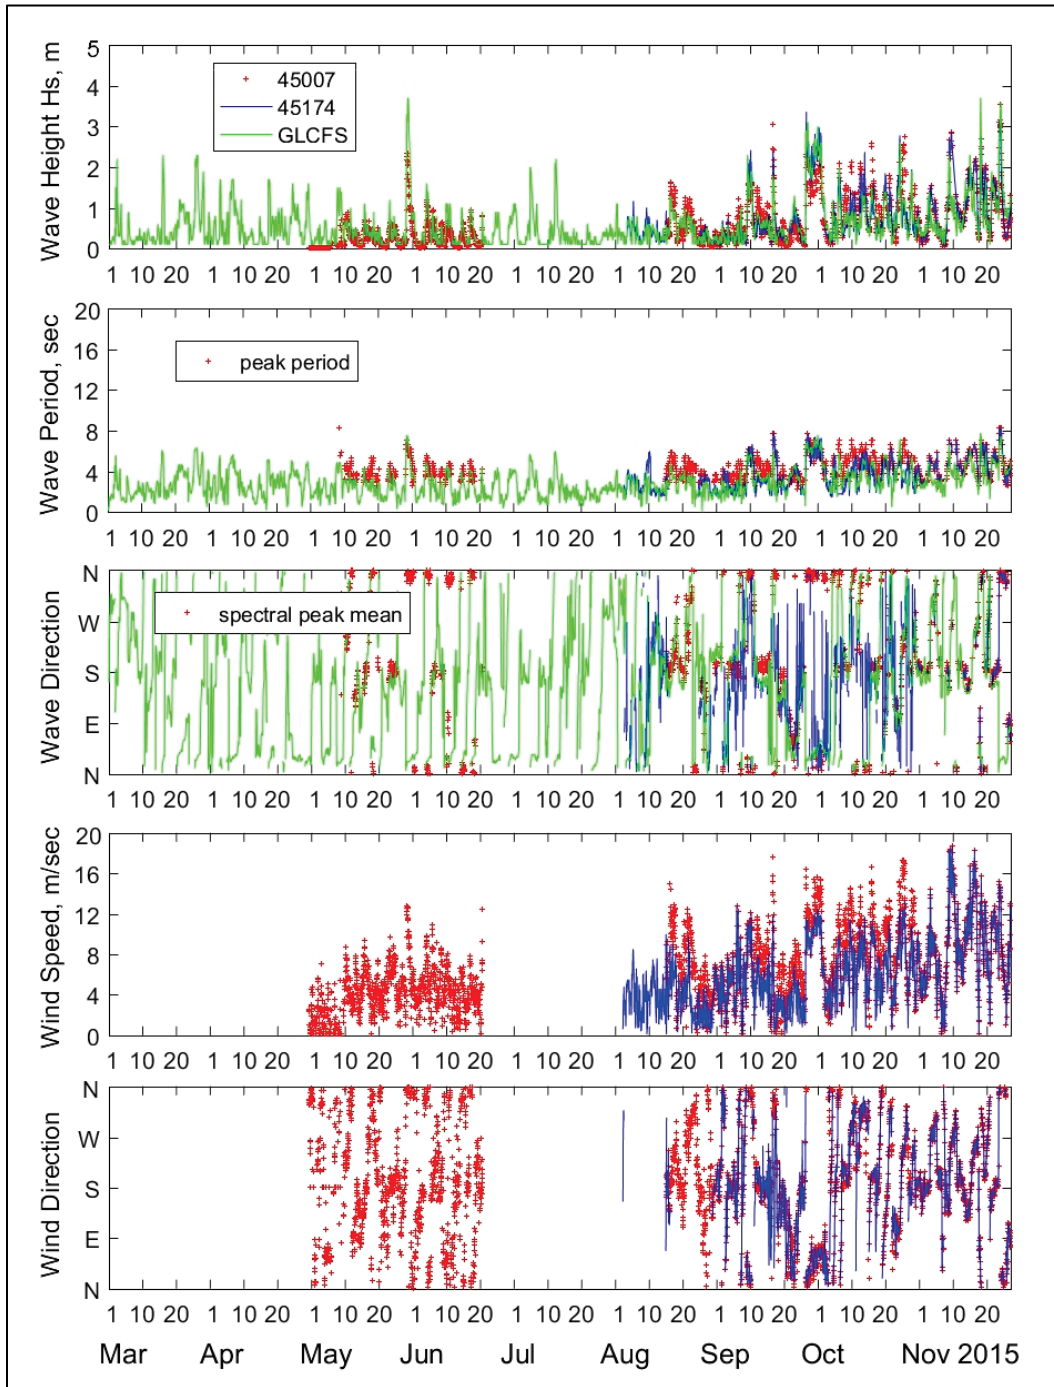 Wave Height Hs, m
5
4
3
2
1
0
45007
45174
GLCFS
1 10 20 1 10 20 1 10 20 1 10 20 1 10 20 1 10 20 1 10 20 1 10 20 1 10 20
Wave Period, sec
20
16
12
8
4
0
peak period
1 10 20 1 10 20 1 10 20 1 10 20 1 10 20 1 10 20 1 10 20 1 10 20 1 10 20
Wave Direction
N
W
S
E
N
spectral peak mean
1 10 20 1 10 20 1 10 20 1 10 20 1 10 20 1 10 20 1 10 20 1 10 20 1 10 20
Wind Speed, m/sec
20
16
12
8
4
0
1 10 20 1 10 20 1 10 20 1 10 20 1 10 20 1 10 20 1 10 20 1 10 20 1 10 20
Wind Direction
N
W
S
E
N
1 10 20 1 10 20 1 10 20 1 10 20 1 10 20 1 10 20 1 10 20 1 10 20 1 10 20
Mar Apr May Jun Jul Aug Sep Oct Nov 2015